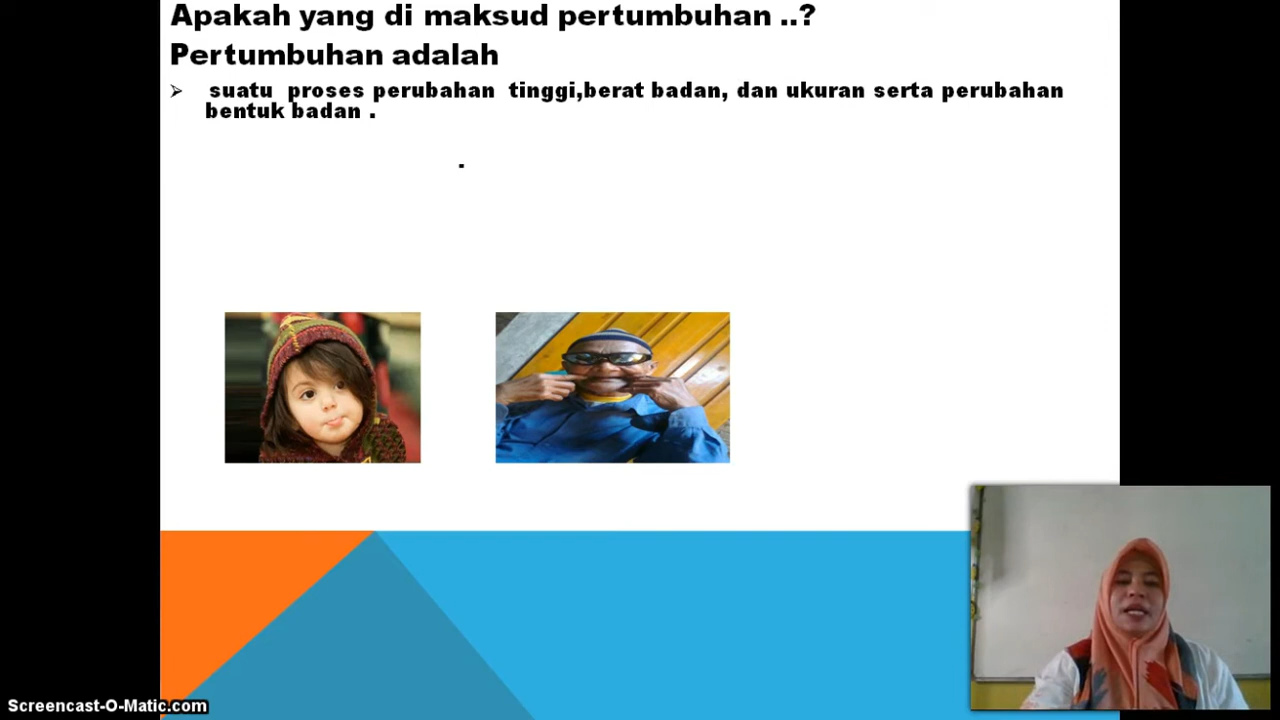 Apakah yang di maksud pertumbuhan ..?
Pertumbuhan adalah
➢ suatu proses perubahan tinggi,berat badan, dan ukuran serta perubahan
bentuk badan .
.
Screencast-O-Matic.com